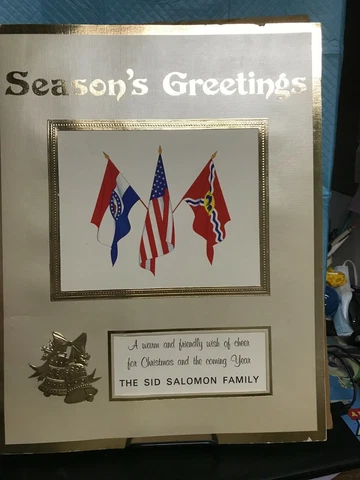 Season's Greetings
A warm and friendly wish of cheer
for Christmas and the coming Year
THE SID SALOMON FAMILY